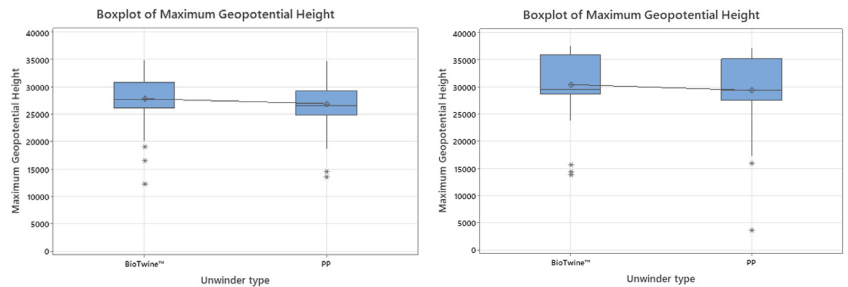 Boxplot of Maximum Geopotential Height
Maximum Geopotential Height
40000
35000
30000
25000
20000
15000
10000
5000
0
BioTwine™
PP
Unwinder type
Boxplot of Maximum Geopotential Height
Maximum Geopotential Height
40000
35000
30000
25000
20000
15000
10000
5000
0
BioTwine™
PP
Unwinder type